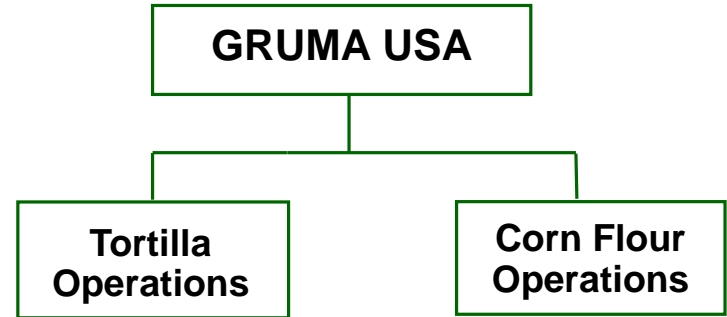 GRUMA USA
Tortilla
Operations
Corn Flour
Operations